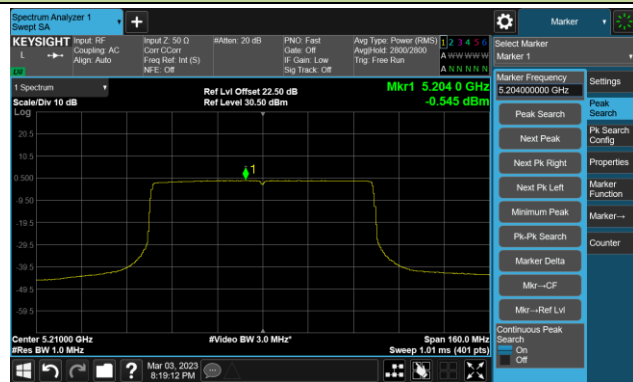 Spectrum Analyzer 1
Swept SA
Marker
KEYSIGHT
L
LU
Input: RF
Coupling: AC
Align: Auto
Input Z: 50 Ω
Corr CCorr
Freq Ref: Int (S)
NFE: Off
#Atten: 20 dB
PNO: Fast
Gate: Off
IF Gain: Low
Sig Track: Off
Avg Type: Power (RMS)
Avg|Hold: 2800/2800
Trig: Free Run
1 2 3 4 5 6
A W W W W W
A N N N N N
Select Marker
Marker 1
1 Spectrum
Scale/Div 10 dB
Log
Ref Lvl Offset 22.50 dB
Ref Level 30.50 dBm
Mkr1 5.204 0 GHz
-0.545 dBm
20.5
10.5
0.500
-9.50
-19.5
-29.5
-39.5
-49.5
-59.5
1
Center 5.21000 GHz
#Res BW 1.0 MHz
#Video BW 3.0 MHz*
Span 160.0 MHz
Sweep 1.01 ms (401 pts)
Marker Frequency
5.204000000 GHz
Peak Search
Next Peak
Next Pk Right
Next Pk Left
Minimum Peak
Pk-Pk Search
Marker Delta
Mkr→CF
Mkr→Ref Lvl
Continuous Peak
Search
On
Off
Settings
Peak
Search
Pk Search
Config
Properties
Marker
Function
Marker→
Counter
?
Mar 03, 2023
8:19:12 PM